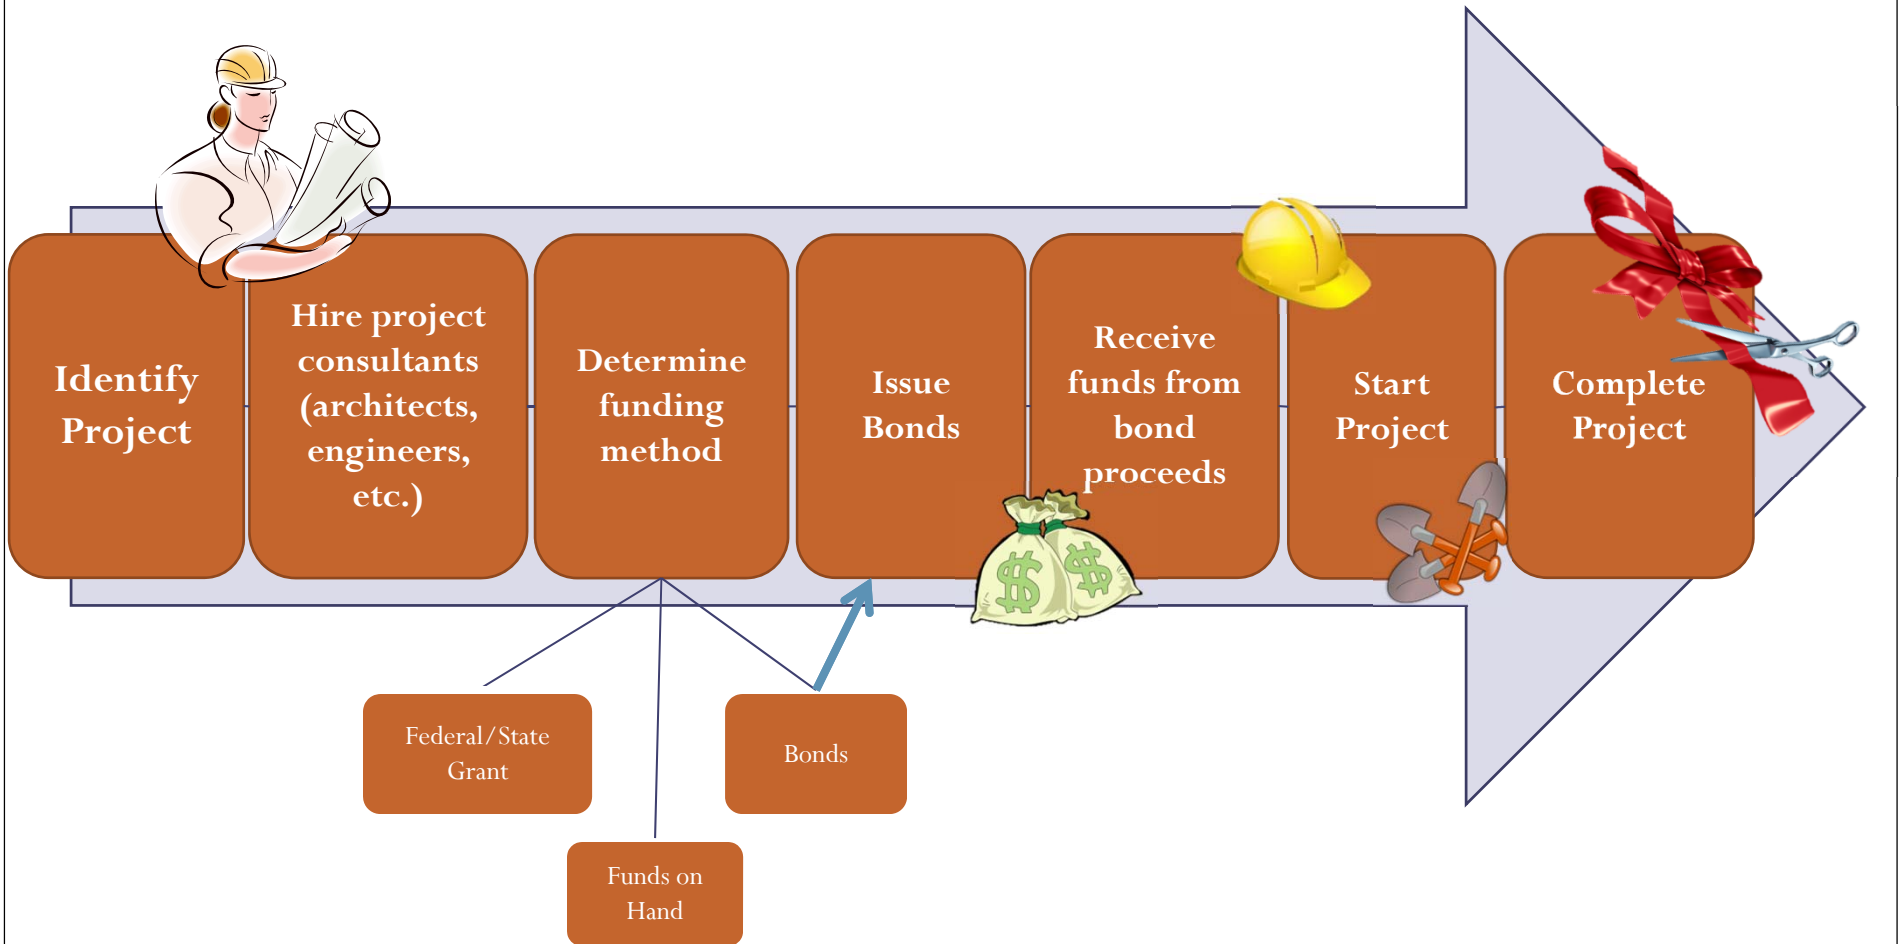 Identify
Project
Hire project
consultants
(architects,
engineers,
etc.)
Determine
funding
method
Issue
Bonds
Receive
funds from
bond
proceeds
Start
Project
Complete
Project
Federal/State
Grant
Bonds
Funds on
Hand
$
$